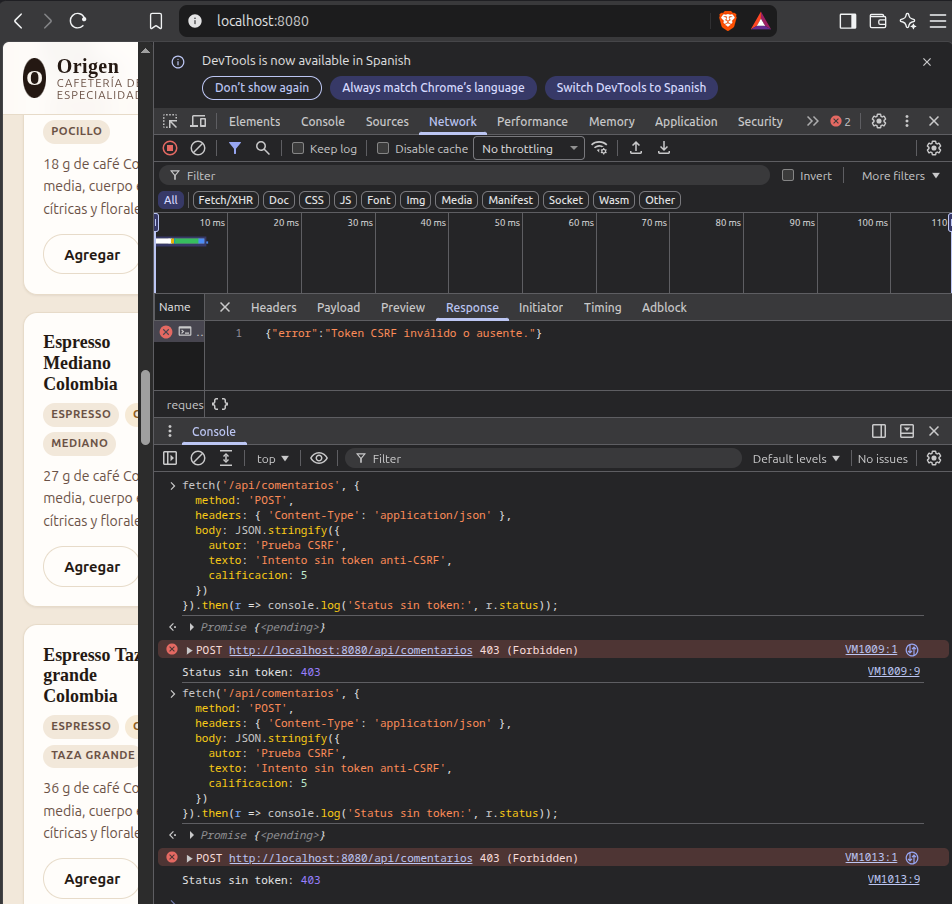 localhost:8080
O
Origen
CAFETERÍA DE
ESPECIALIDAD
POCILLO
18 g de café Co
media, cuerpo
cítricas y florale
Agregar
Espresso
Mediano
Colombia
ESPRESSO
MEDIANO
27 g de café Co
media, cuerpo
cítricas y florale
Agregar
Espresso Taz
grande
Colombia
ESPRESSO
TAZA GRANDE
36 g de café Co
media, cuerpo
cítricas y florale
Agregar
DevTools is now available in Spanish
Don't show again
Always match Chrome's language
Switch DevTools to Spanish
Elements
Console
Sources
Network
Performance
Memory
Application
Security
2
Keep log
Disable cache
No throttling
Filter
Invert
More filters
All
Fetch/XHR
Doc
CSS
JS
Font
Img
Media
Manifest
Socket
Wasm
Other
10 ms
20 ms
30 ms
40 ms
50 ms
60 ms
70 ms
80 ms
90 ms
100 ms
110
Name
Headers
Payload
Preview
Response
Initiator
Timing
Adblock
..
1 {"error":"Token CSRF inválido o ausente."}
reques
{}
Console
top
Filter
Default levels
No issues
> fetch('/api/comentarios', {
method: 'POST',
headers: { 'Content-Type': 'application/json' },
body: JSON.stringify({
autor: 'Prueba CSRF',
texto: 'Intento sin token anti-CSRF',
calificacion: 5
})
}).then(r => console.log('Status sin token:', r.status));
Promise {<pending>}
POST http://localhost:8080/api/comentarios 403 (Forbidden) VM1009:1
Status sin token: 403 VM1009:9
> fetch('/api/comentarios', {
method: 'POST',
headers: { 'Content-Type': 'application/json' },
body: JSON.stringify({
autor: 'Prueba CSRF',
texto: 'Intento sin token anti-CSRF',
calificacion: 5
})
}).then(r => console.log('Status sin token:', r.status));
Promise {<pending>}
POST http://localhost:8080/api/comentarios 403 (Forbidden) VM1013:1
Status sin token: 403 VM1013:9